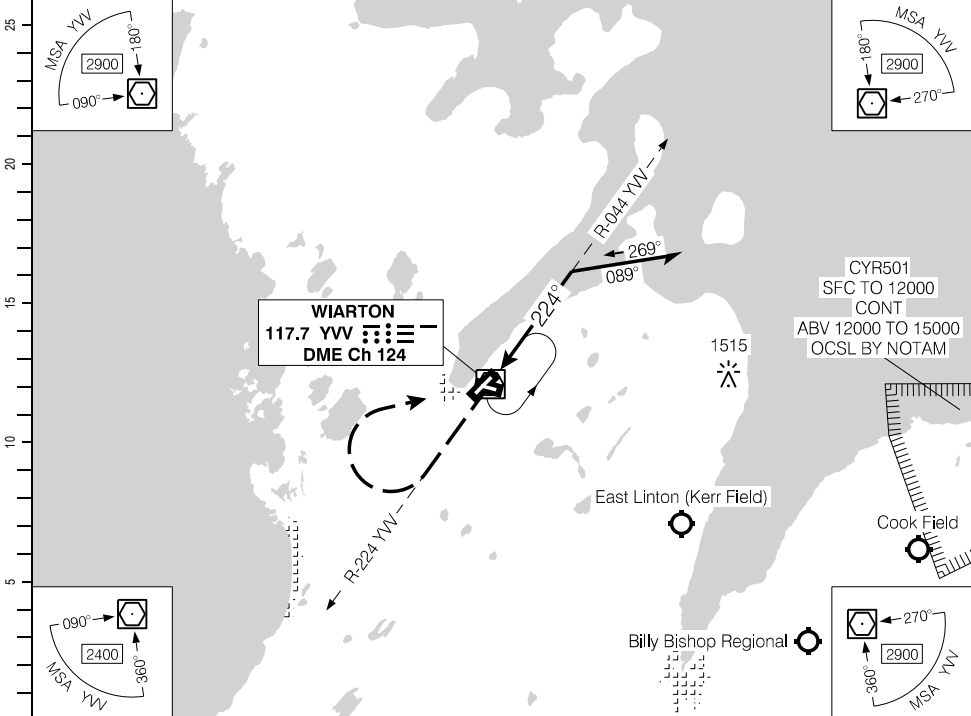 25
20
15
10
5
MSA YVV
180°
2900
090°
MSA YVV
180°
2900
270°
R-044 YVV
269°
089°
224°
WIARTON
117.7 YVV
DME Ch 124
CYR501
SFC TO 12000
CONT
ABV 12000 TO 15000
OCSL BY NOTAM
1515
East Linton (Kerr Field)
Cook Field
R-224 YVV
Billy Bishop Regional
090°
2400
360°
MSA YVV
270°
2900
360°
MSA YVV